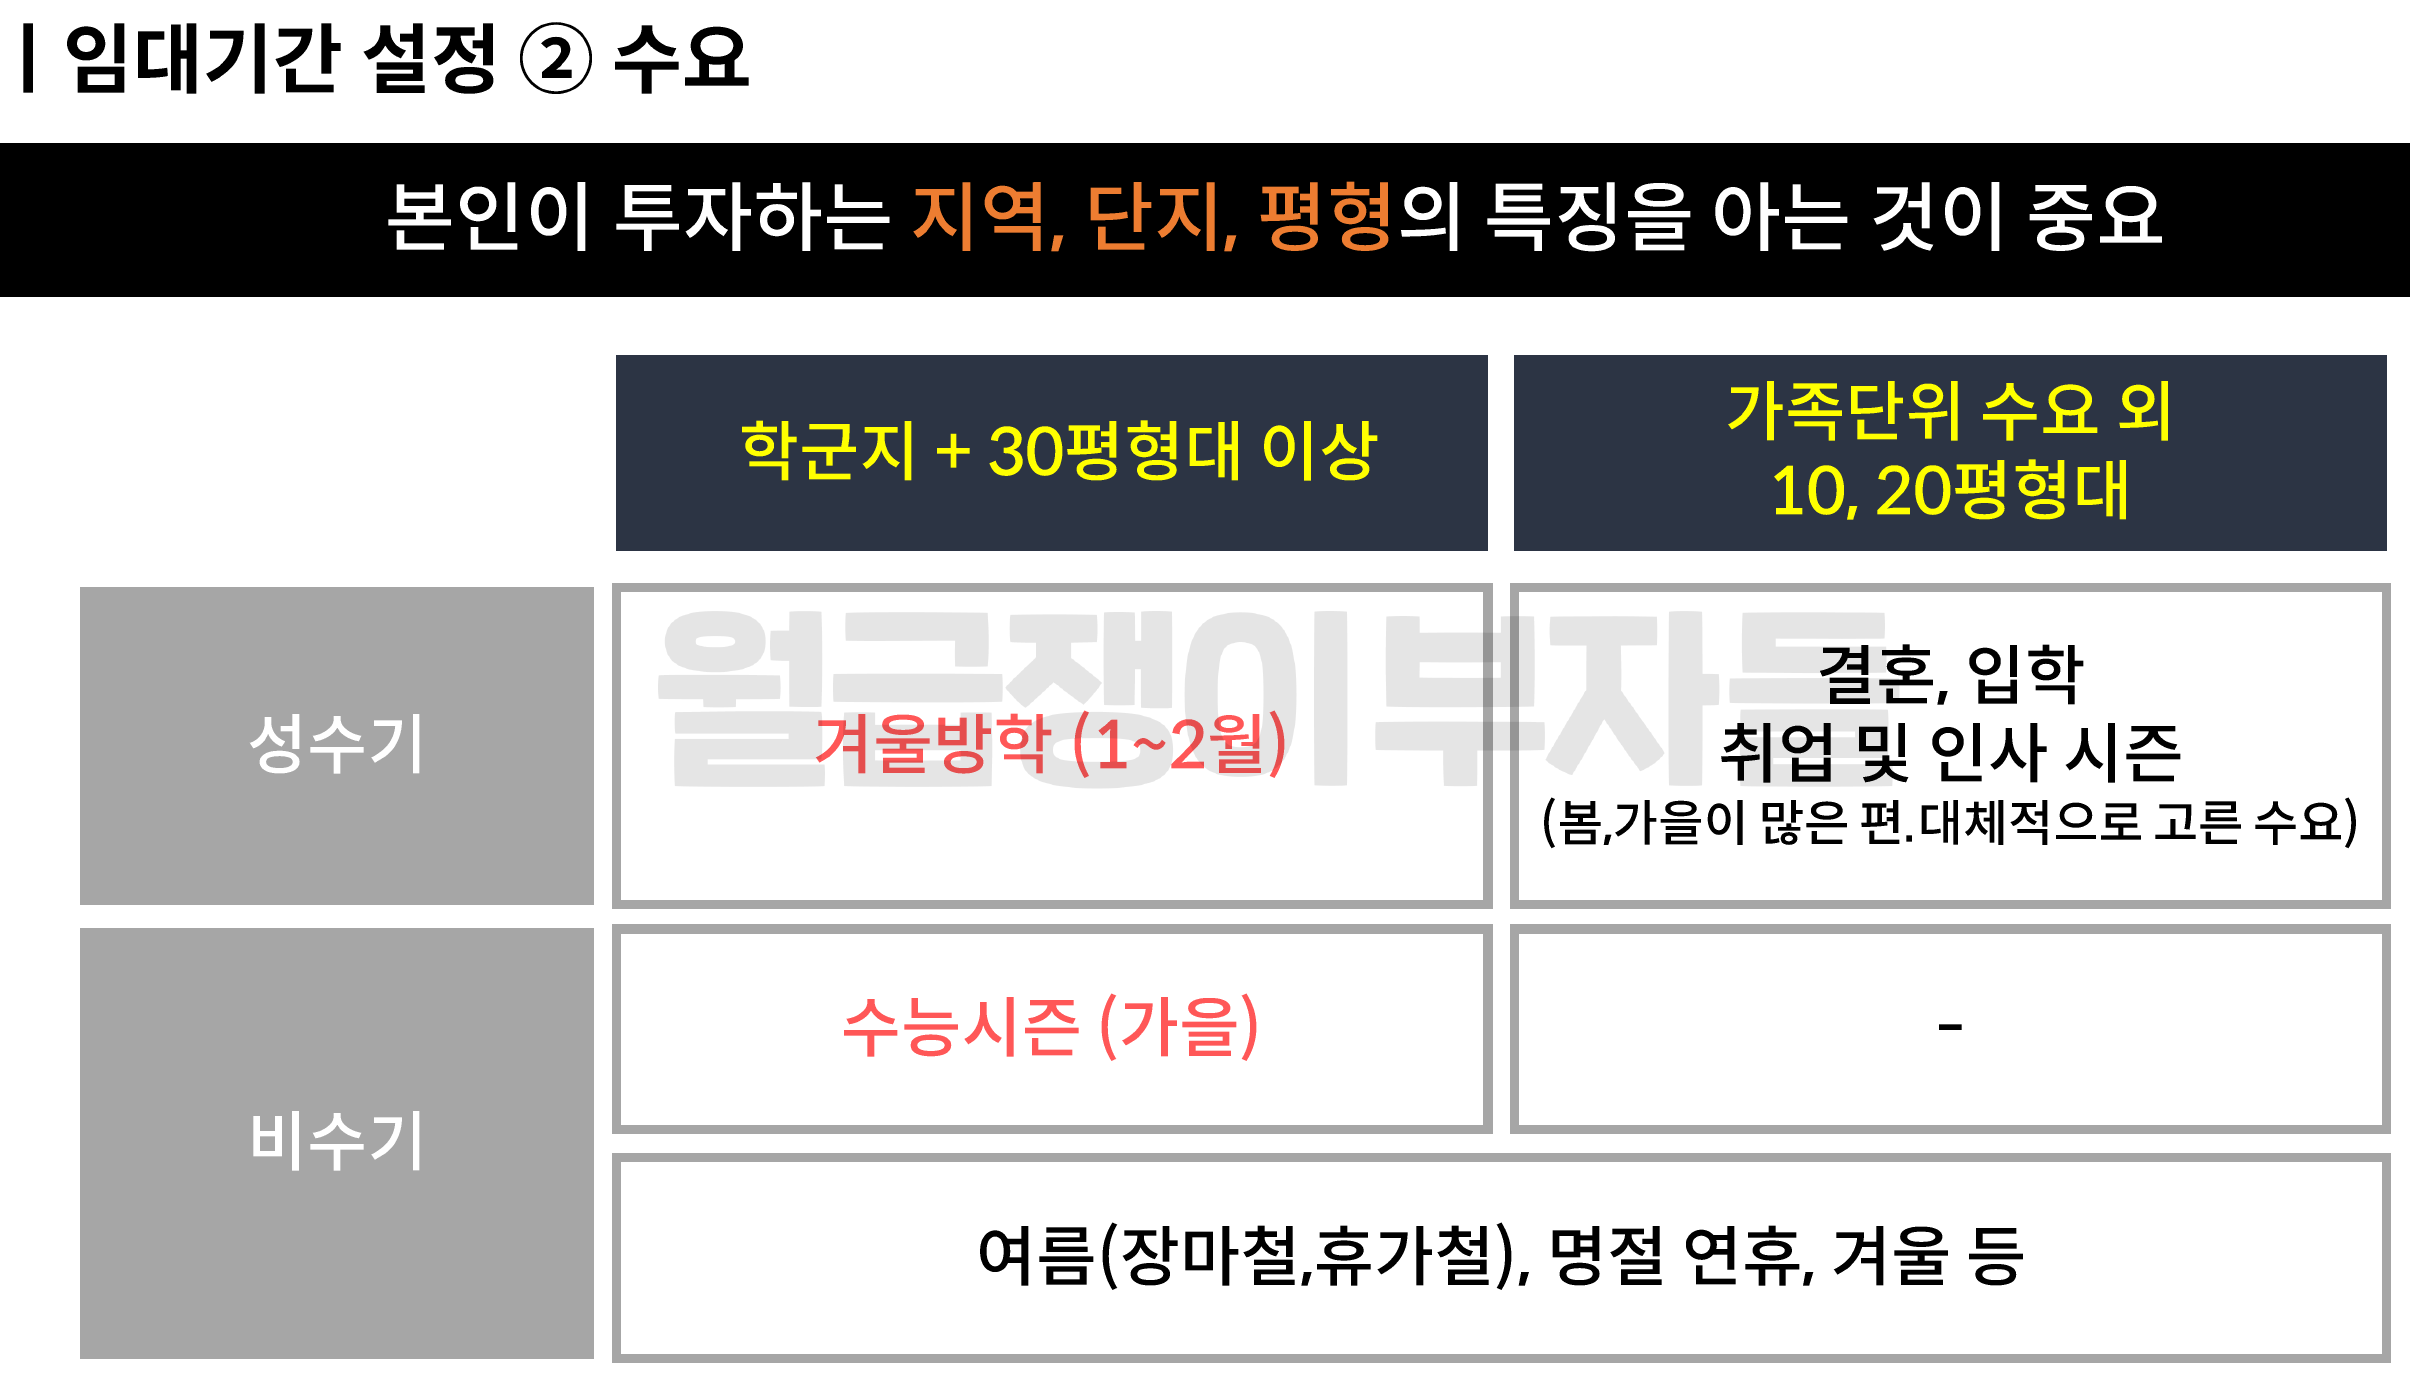 | 임대기간 설정 ② 수요
본인이 투자하는 지역, 단지, 평형의 특징을 아는 것이 중요
학군지 + 30평형대 이상
가족단위 수요 외
10, 20평형대
성수기
겨울방학 (1~2월)
결혼, 입학
취업 및 인사 시즌
(봄,가을이 많은 편.대체적으로 고른 수요)
월급쟁이부자들
비수기
수능시즌 (가을)
-
여름(장마철,휴가철), 명절 연휴, 겨울 등